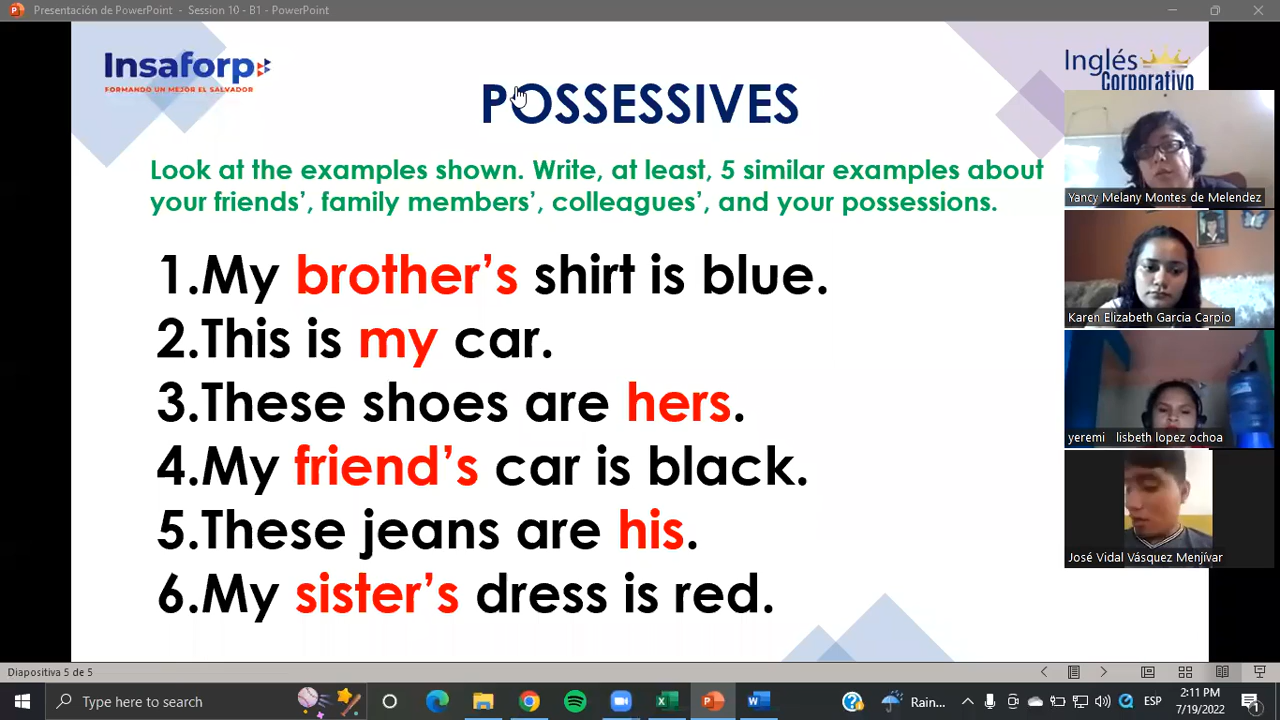 Presentación de PowerPoint - Session 10 - B1 - PowerPoint
Insaforp
FORMANDO UN MEJOR EL SALVADOR
Inglés
Corporativo
POSSESSIVES
Look at the examples shown. Write, at least, 5 similar examples about
your friends’, family members’, colleagues’, and your possessions.
1.My brother’s shirt is blue.
2.This is my car.
3.These shoes are hers.
4.My friend’s car is black.
5.These jeans are his.
6.My sister’s dress is red.
Yancy Melany Montes de Melendez
Karen Elizabeth Garcia Carpio
yeremi lisbeth lopez ochoa
José Vidal Vásquez Menjívar
Diapositiva 5 de 5
Type here to search
Rain...
ESP
2:11 PM
7/19/2022
1